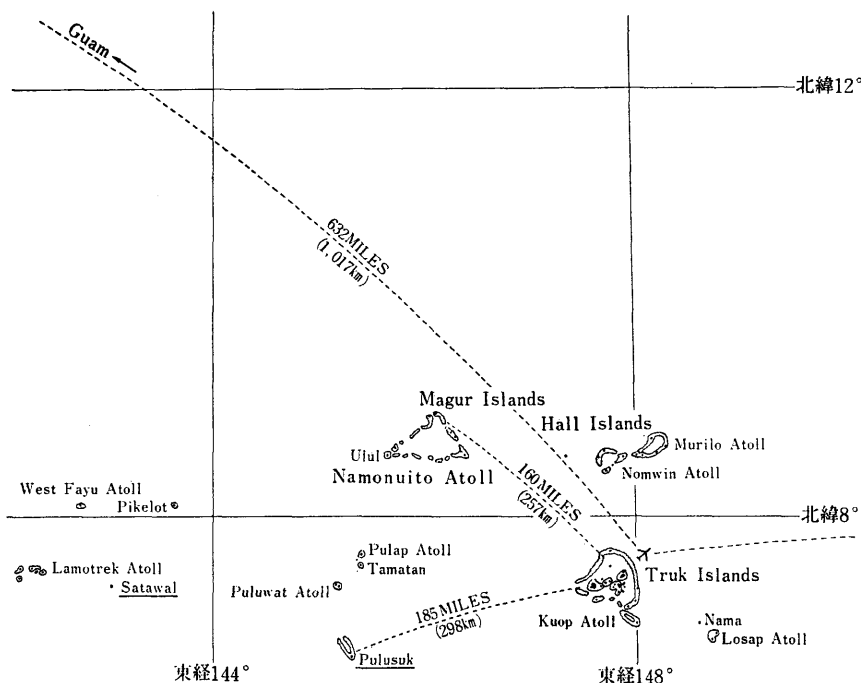 Guam
北緯12°
632MILES
(1,017km)
Magur Islands
Hall Islands
Murilo Atoll
Ulul
Nomwin Atoll
Namonuito Atoll
160MILES
(257km)
West Fayu Atoll
Pikelot
北緯8°
Pulap Atoll
Tamatan
Lamotrek Atoll
Satawal
Puluwat Atoll
Truk Islands
185MILES
(298km)
Kuop Atoll
Nama
Losap Atoll
Pulusuk
東経144°
東経148°